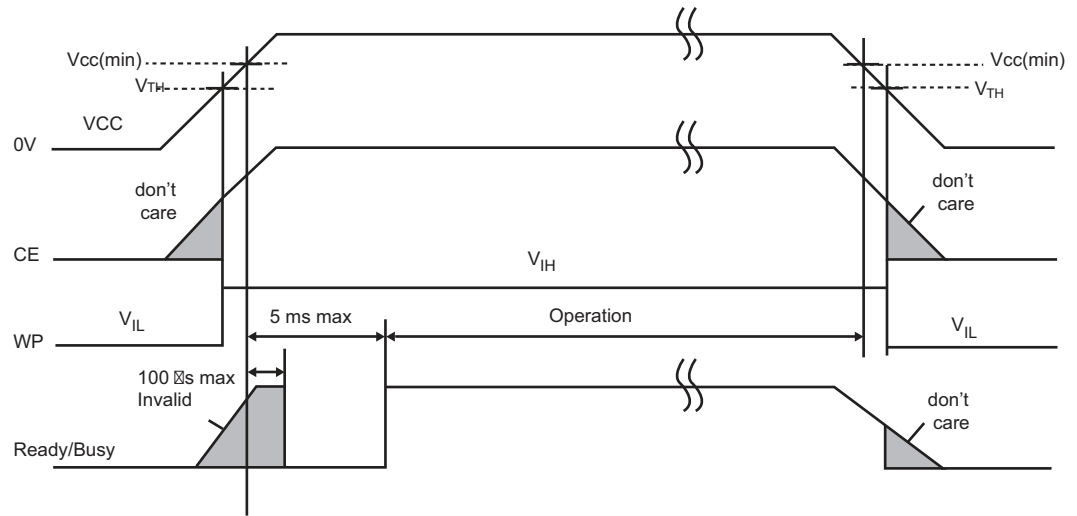 Vcc(min)
Vcc(min)
VTH
VTH
VCC
0V
don't
care
don't
care
CE
VIH
5 ms max
Operation
VIL
VIL
WP
100 s max
Invalid
don't
care
Ready/Busy